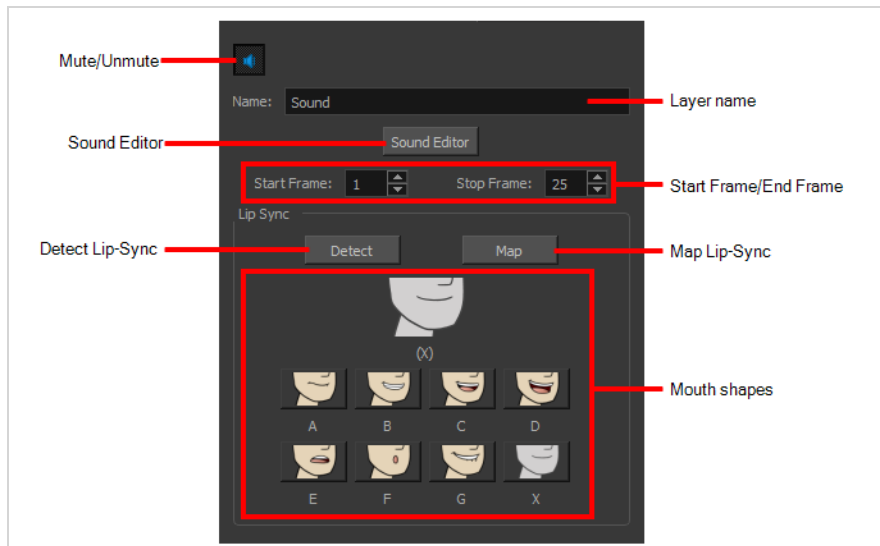 Mute/Unmute
Name: Sound
Layer name
Sound Editor
Sound Editor
Start Frame: 1 Stop Frame: 25
Start Frame/End Frame
Lip Sync
Detect Lip-Sync
Detect Map
Map Lip-Sync
(X)
Mouth shapes
A B C D
E F G X